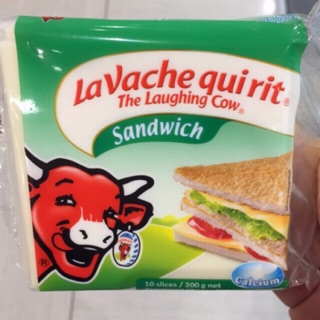 La Vache qui rit®
The Laughing Cow®
Sandwich
®
10 slices / 200 g net
Calcium